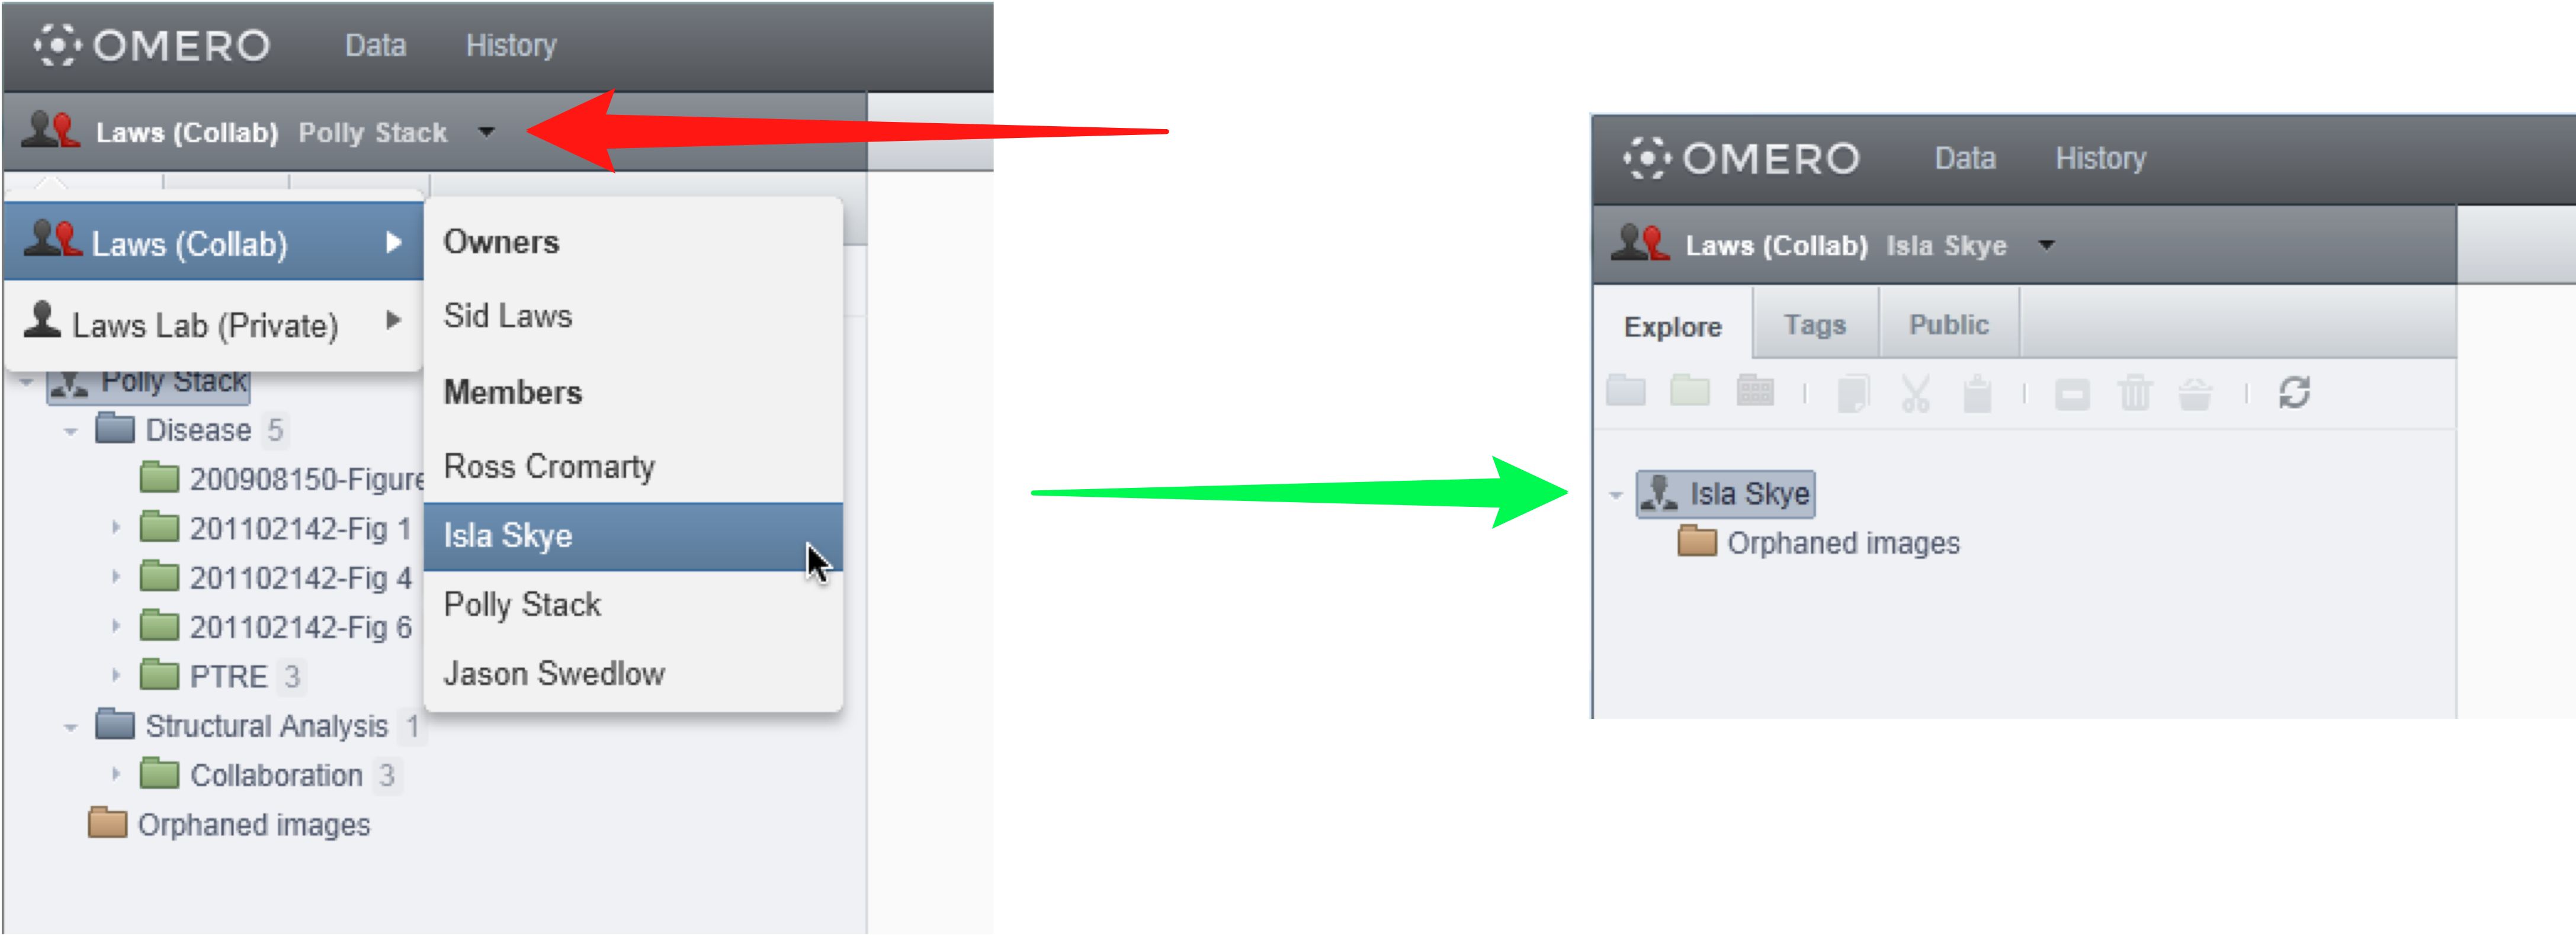 OMERO Data History
Laws (Collab) Polly Stack
Laws (Collab)
Laws Lab (Private)
Owners
Sid Laws
Members
Ross Cromarty
Isla Skye
Polly Stack
Jason Swedlow
Polly Stack
Disease 5
200908150-Figure
201102142-Fig 1
201102142-Fig 4
201102142-Fig 6
PTRE 3
Structural Analysis 1
Collaboration 3
Orphaned images
OMERO Data History
Laws (Collab) Isla Skye
Explore Tags Public
Isla Skye
Orphaned images